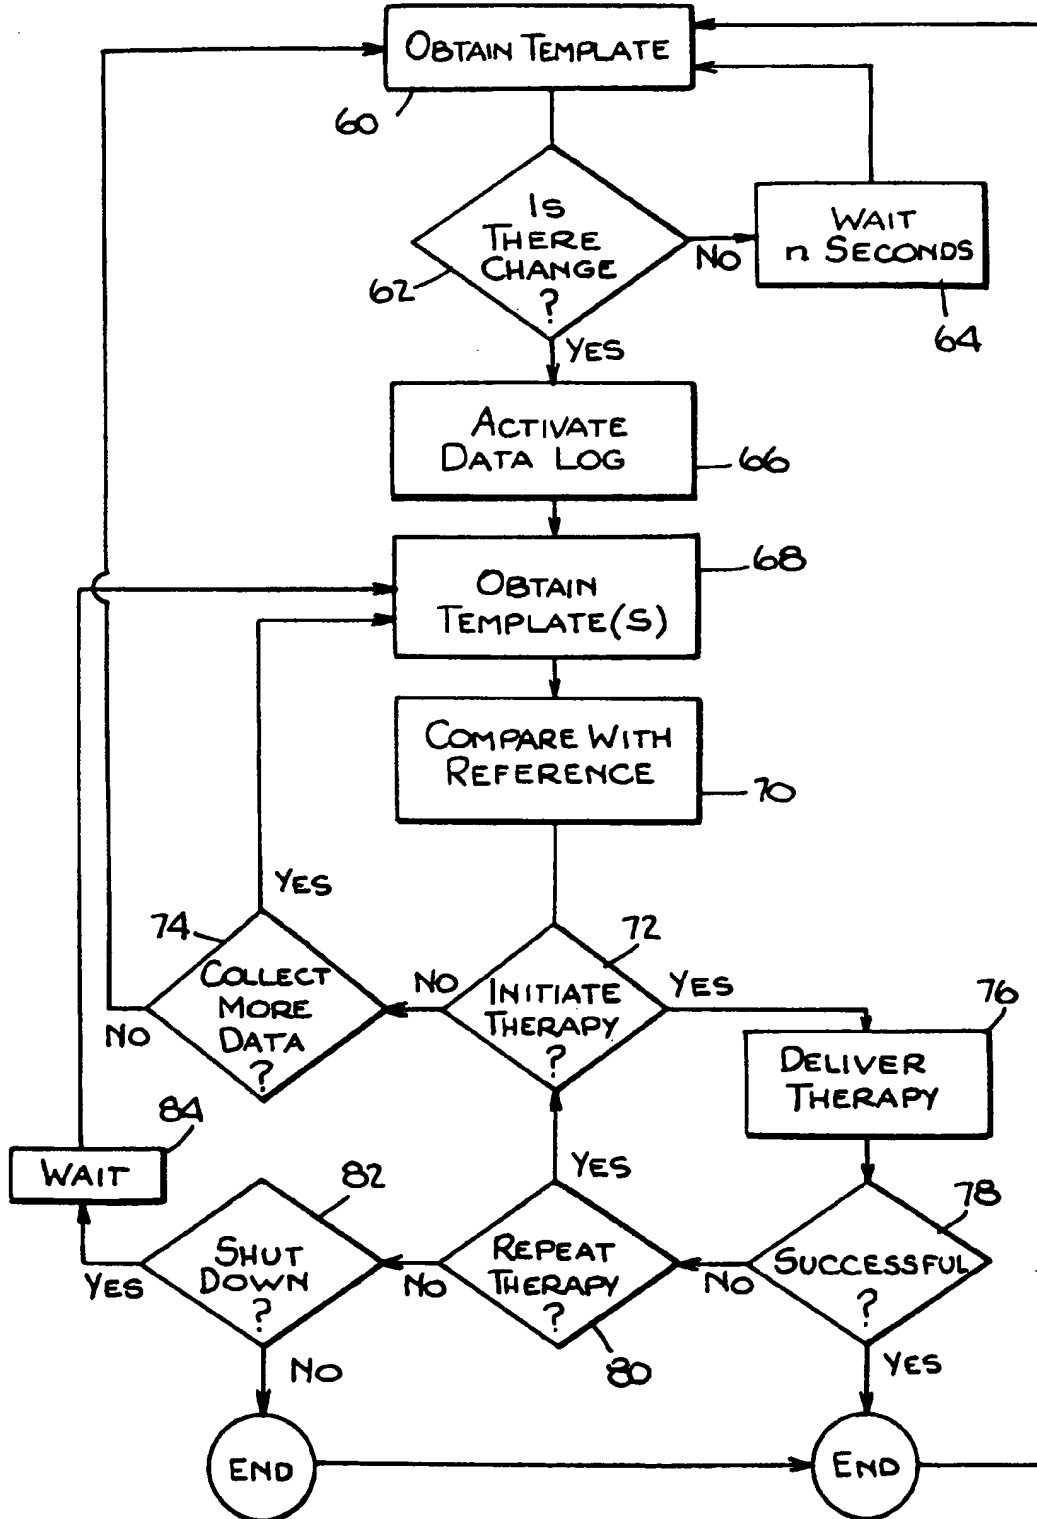 OBTAIN TEMPLATE
60
IS
THERE
CHANGE
?
62
NO
WAIT
n SECONDS
64
YES
ACTIVATE
DATA LOG
66
OBTAIN
TEMPLATE(S)
68
COMPARE WITH
REFERENCE
70
YES
74
COLLECT
MORE
DATA
?
NO
NO
72
INITIATE
THERAPY
?
YES
76
DELIVER
THERAPY
84
WAIT
82
SHUT
DOWN
?
YES
NO
YES
REPEAT
THERAPY
?
80
NO
78
SUCCESSFUL
?
NO
YES
END
END